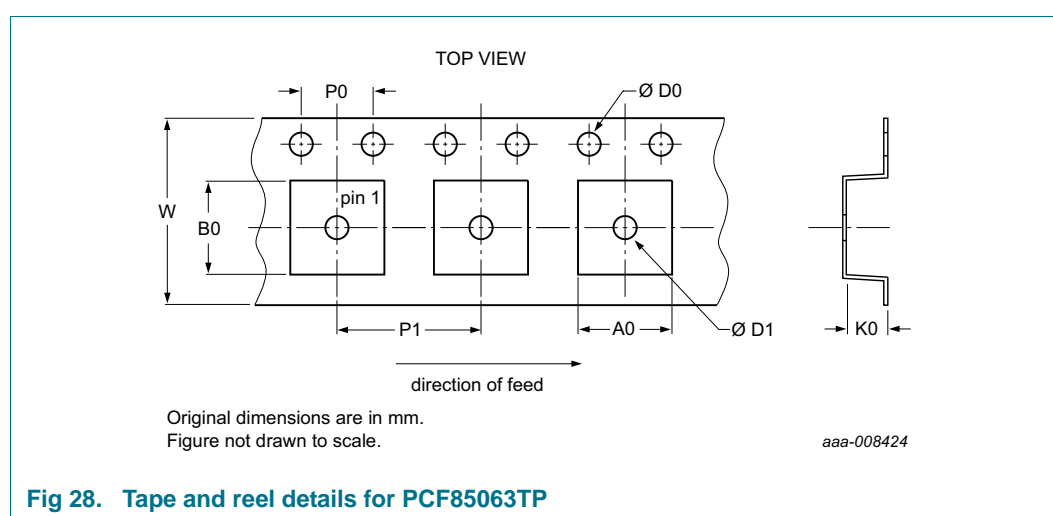 TOP VIEW
P0
Ø D0
pin 1
W
B0
P1
A0
Ø D1
K0
direction of feed
Original dimensions are in mm.
Figure not drawn to scale.
aaa-008424
Fig 28. Tape and reel details for PCF85063TP